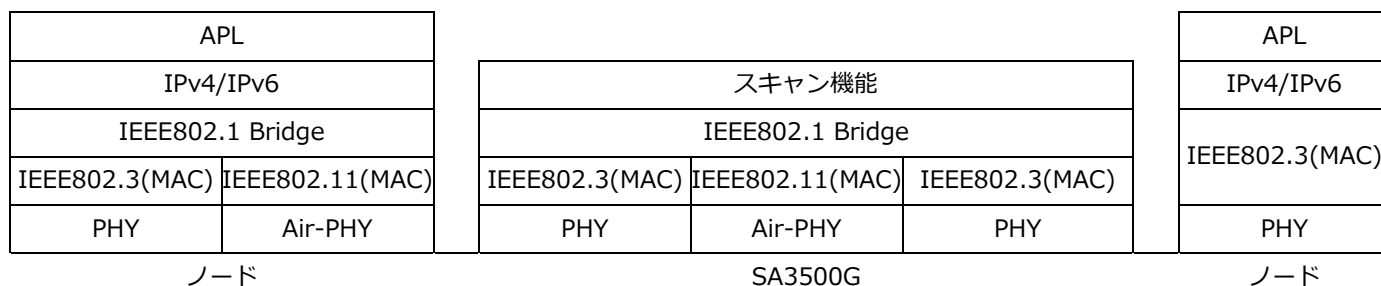 APL APL
IPv4/IPv6 スキャン機能 IPv4/IPv6
IEEE802.1 Bridge IEEE802.1 Bridge IEEE802.3(MAC)
IEEE802.3(MAC) IEEE802.11(MAC) IEEE802.3(MAC) IEEE802.11(MAC) IEEE802.3(MAC)
PHY Air-PHY PHY Air-PHY PHY PHY
ノード SA3500G ノード